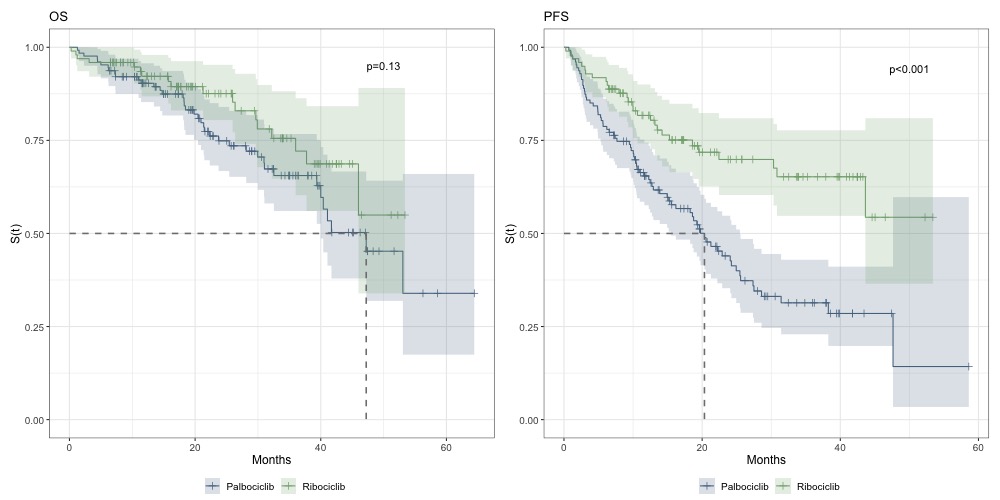 OS
PFS
1.00
0.75
0.50
0.25
0.00
S(t)
p=0.13
0
20
40
60
Months
Palbociclib
Ribociclib
1.00
0.75
0.50
0.25
0.00
S(t)
p<0.001
0
20
40
60
Months
Palbociclib
Ribociclib